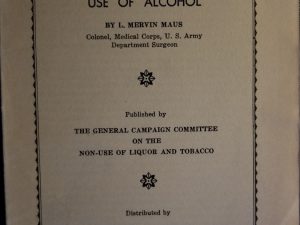 USE OF ALCOHOL
BY L. MERVIN MAUS
Colonel, Medical Corps, U. S. Army
Department Surgeon
Published by
THE GENERAL CAMPAIGN COMMITTEE
ON THE
NON-USE OF LIQUOR AND TOBACCO
Distributed by